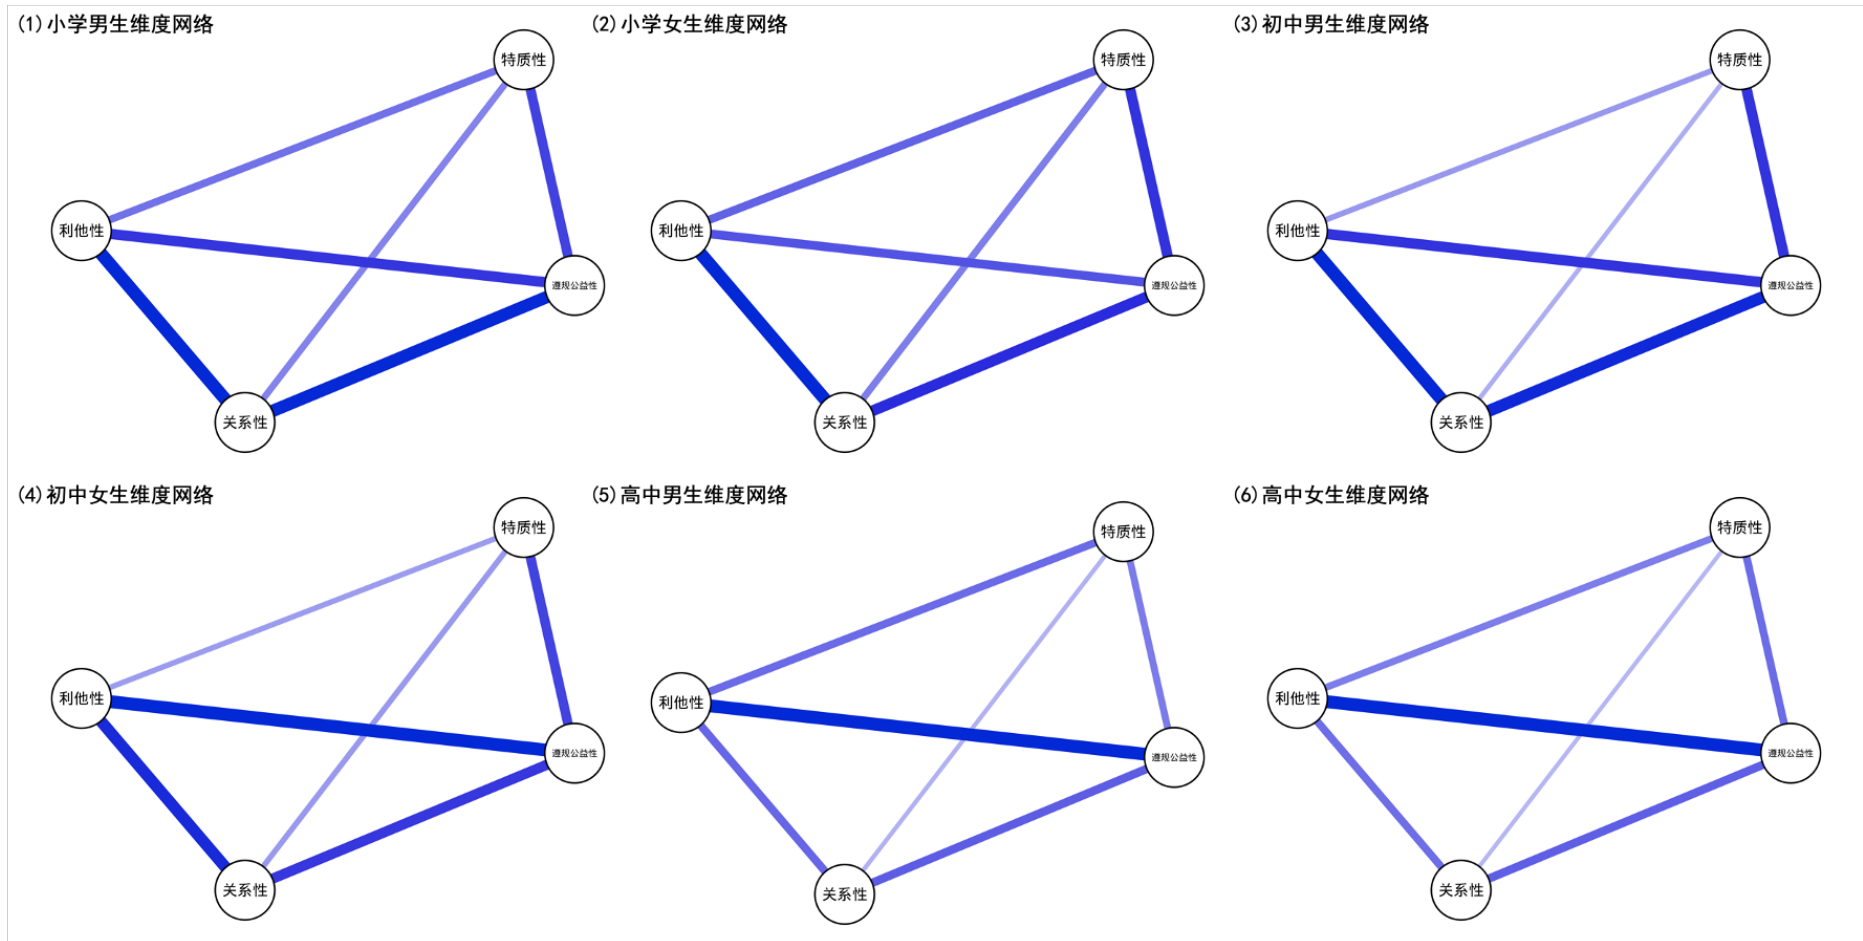 (1)小学男生维度网络
特质性
利他性
遵规公益性
关系性
(2)小学女生维度网络
特质性
利他性
遵规公益性
关系性
(3)初中男生维度网络
特质性
利他性
遵规公益性
关系性
(4)初中女生维度网络
特质性
利他性
遵规公益性
关系性
(5)高中男生维度网络
特质性
利他性
遵规公益性
关系性
(6)高中女生维度网络
特质性
利他性
遵规公益性
关系性